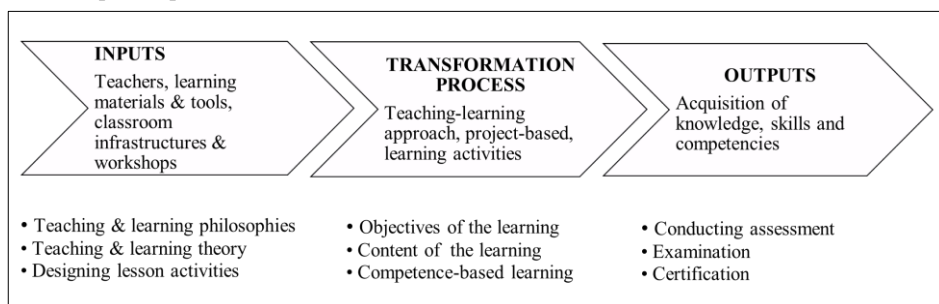 INPUTS
Teachers, learning
materials & tools,
classroom
infrastructures &
workshops
TRANSFORMATION
PROCESS
Teaching-learning
approach, project-based,
learning activities
OUTPUTS
Acquisition of
knowledge, skills and
competencies
• Teaching & learning philosophies
• Teaching & learning theory
• Designing lesson activities
• Objectives of the learning
• Content of the learning
• Competence-based learning
• Conducting assessment
• Examination
• Certification